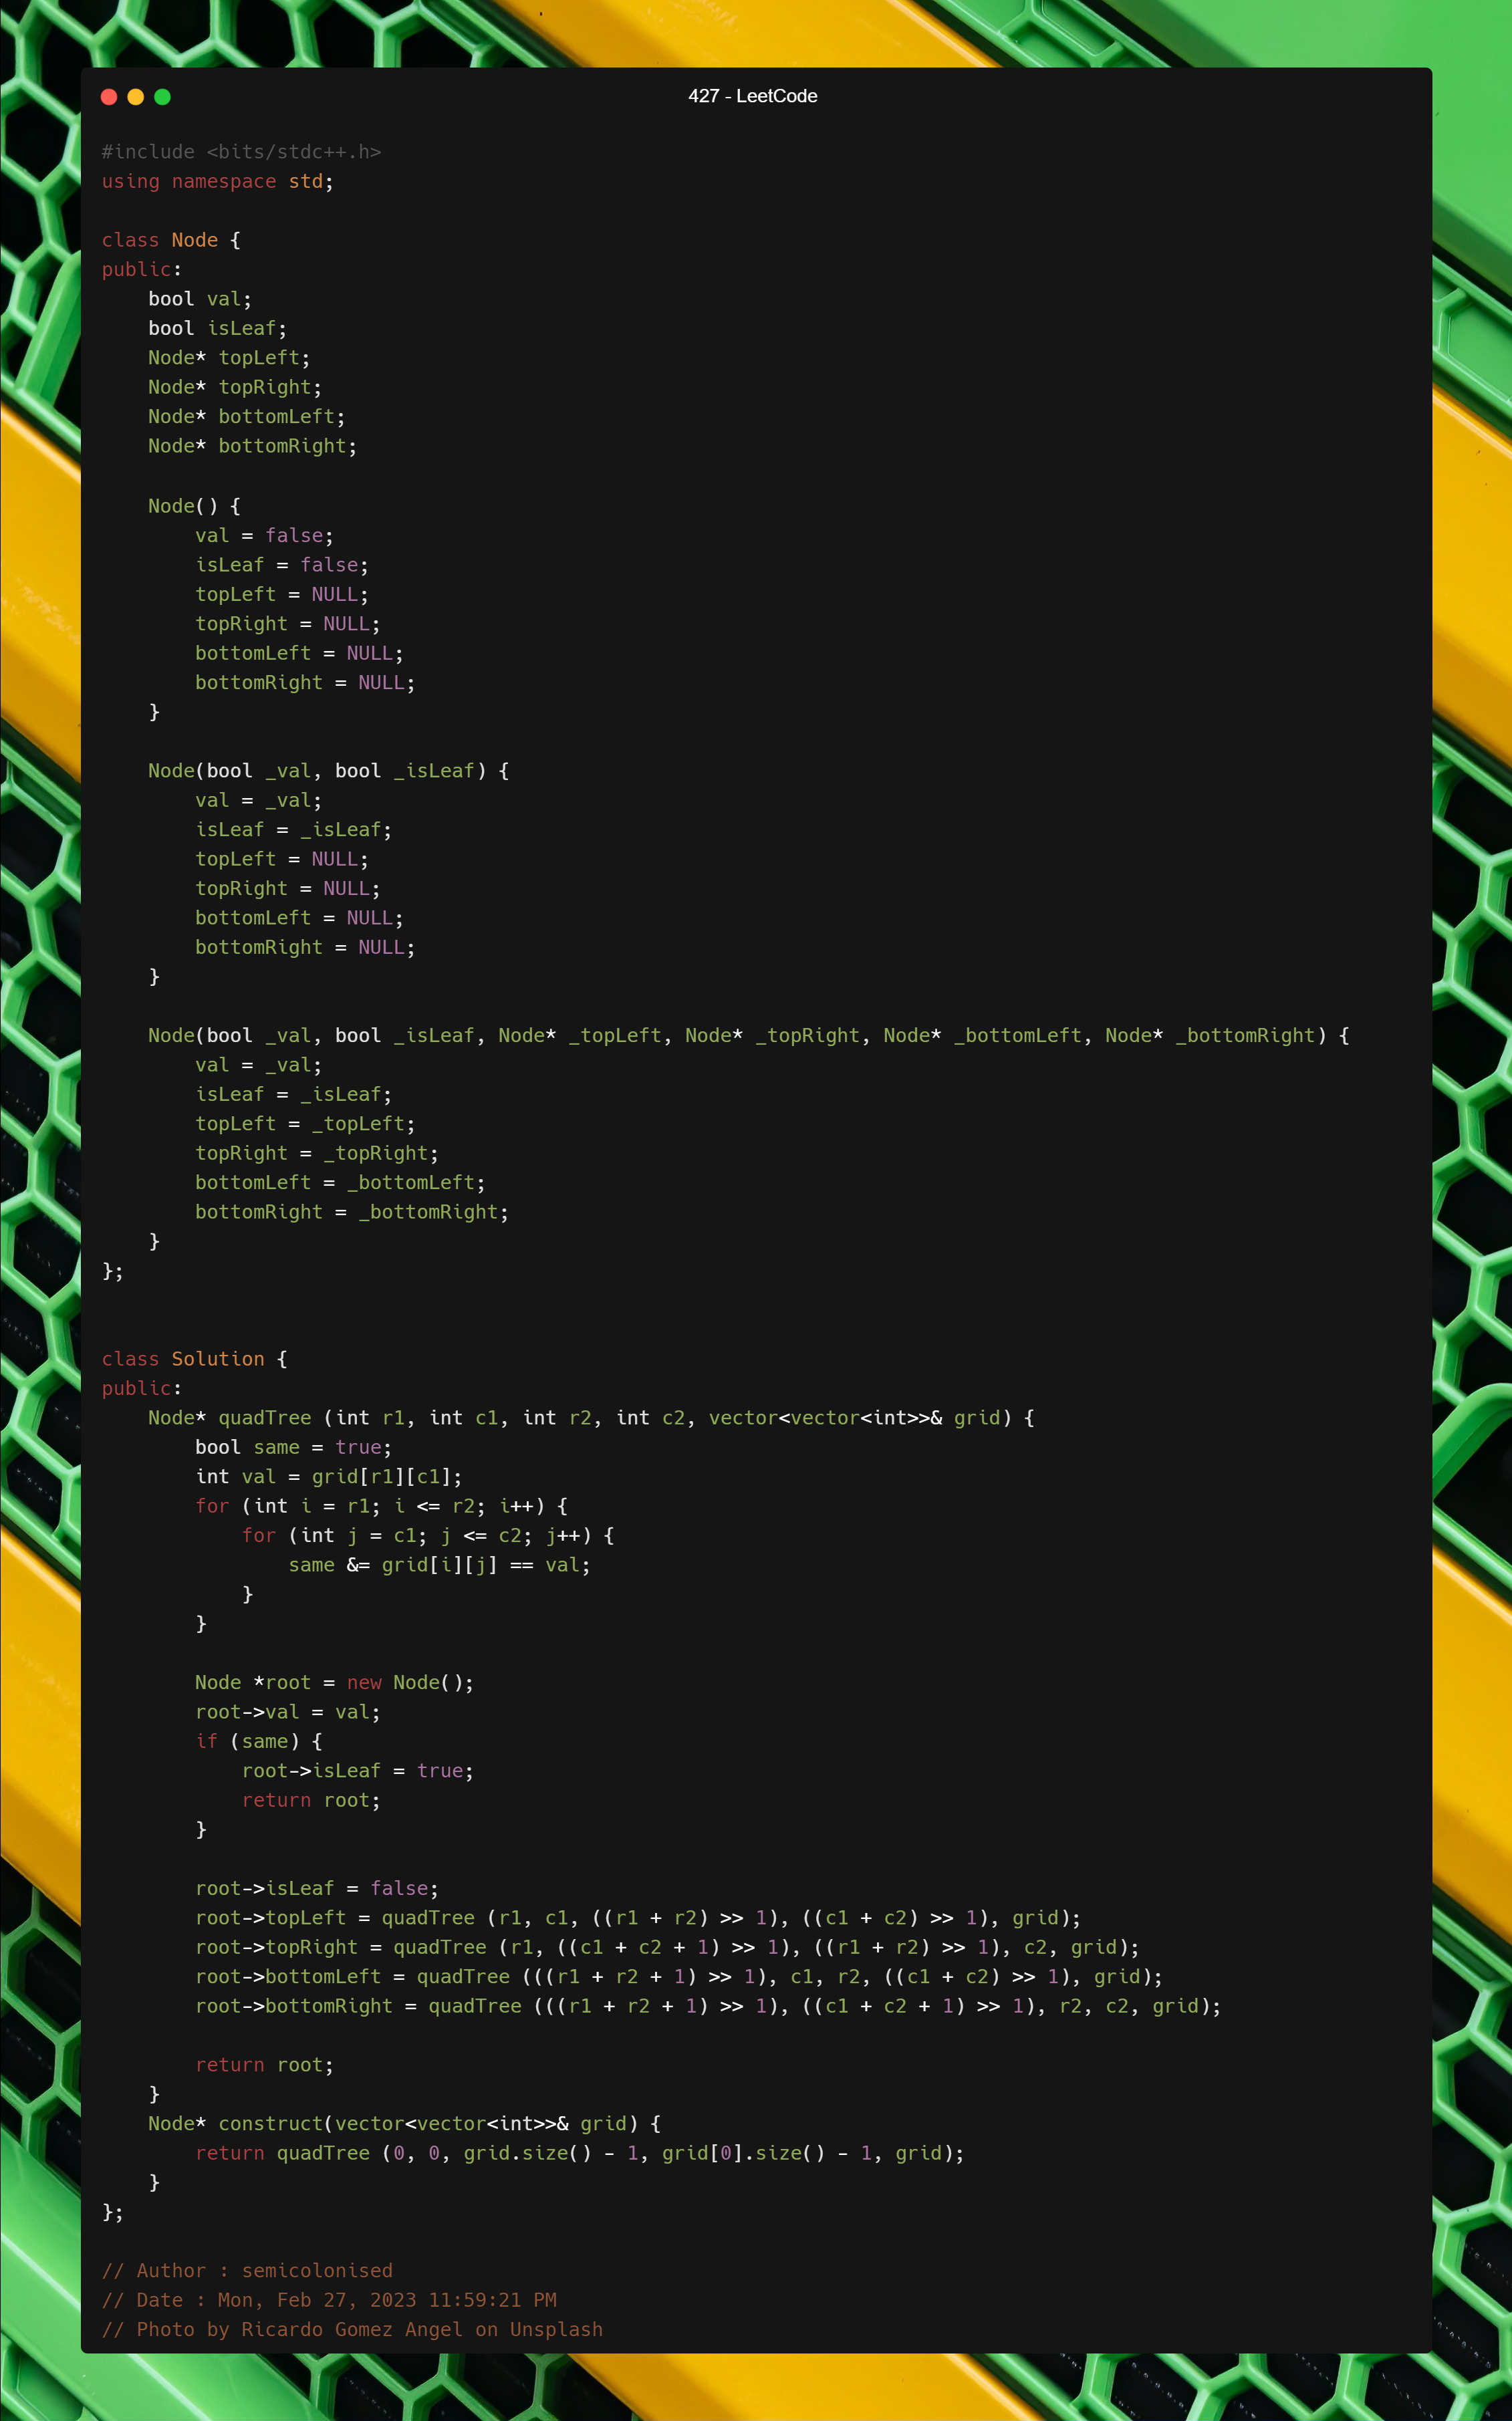 427 - LeetCode
#include <bits/stdc++.h>
using namespace std;
class Node {
public:
    bool val;
    bool isLeaf;
    Node* topLeft;
    Node* topRight;
    Node* bottomLeft;
    Node* bottomRight;
    Node() {
        val = false;
        isLeaf = false;
        topLeft = NULL;
        topRight = NULL;
        bottomLeft = NULL;
        bottomRight = NULL;
    }
    Node(bool _val, bool _isLeaf) {
        val = _val;
        isLeaf = _isLeaf;
        topLeft = NULL;
        topRight = NULL;
        bottomLeft = NULL;
        bottomRight = NULL;
    }
    Node(bool _val, bool _isLeaf, Node* _topLeft, Node* _topRight, Node* _bottomLeft, Node* _bottomRight) {
        val = _val;
        isLeaf = _isLeaf;
        topLeft = _topLeft;
        topRight = _topRight;
        bottomLeft = _bottomLeft;
        bottomRight = _bottomRight;
    }
};
class Solution {
public:
    Node* quadTree (int r1, int c1, int r2, int c2, vector<vector<int>>& grid) {
        bool same = true;
        int val = grid[r1][c1];
        for (int i = r1; i <= r2; i++) {
            for (int j = c1; j <= c2; j++) {
                same &= grid[i][j] == val;
            }
        }
        Node *root = new Node();
        root->val = val;
        if (same) {
            root->isLeaf = true;
            return root;
        }
        root->isLeaf = false;
        root->topLeft = quadTree (r1, c1, ((r1 + r2) >> 1), ((c1 + c2) >> 1), grid);
        root->topRight = quadTree (r1, ((c1 + c2 + 1) >> 1), ((r1 + r2) >> 1), c2, grid);
        root->bottomLeft = quadTree (((r1 + r2 + 1) >> 1), c1, r2, ((c1 + c2) >> 1), grid);
        root->bottomRight = quadTree (((r1 + r2 + 1) >> 1), ((c1 + c2 + 1) >> 1), r2, c2, grid);
        return root;
    }
    Node* construct(vector<vector<int>>& grid) {
        return quadTree (0, 0, grid.size() - 1, grid[0].size() - 1, grid);
    }
};
// Author : semicolonised
// Date : Mon, Feb 27, 2023 11:59:21 PM
// Photo by Ricardo Gomez Angel on Unsplash